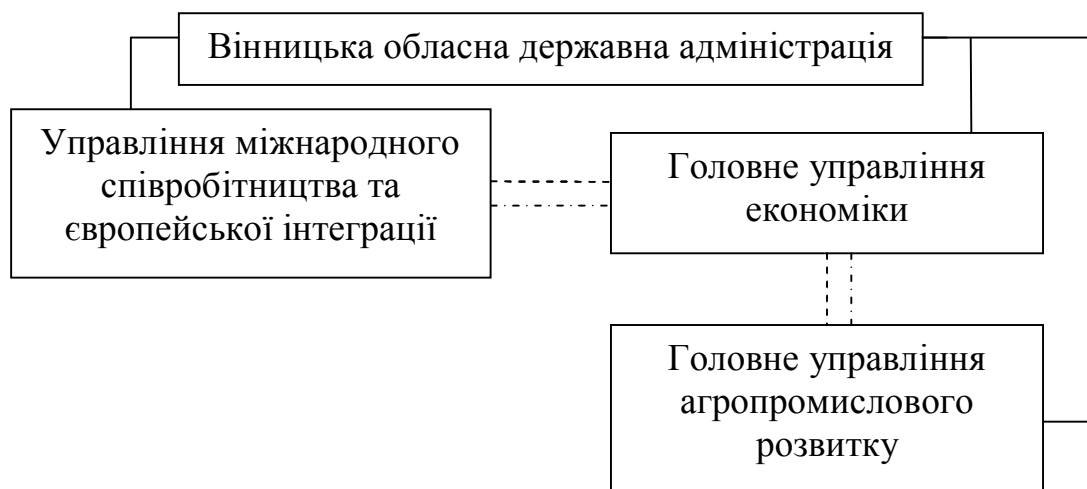 Вінницька обласна державна адміністрація
Управління міжнародного
співробітництва та
європейської інтеграції
Головне управління
економіки
Головне управління
агропромислового
розвитку